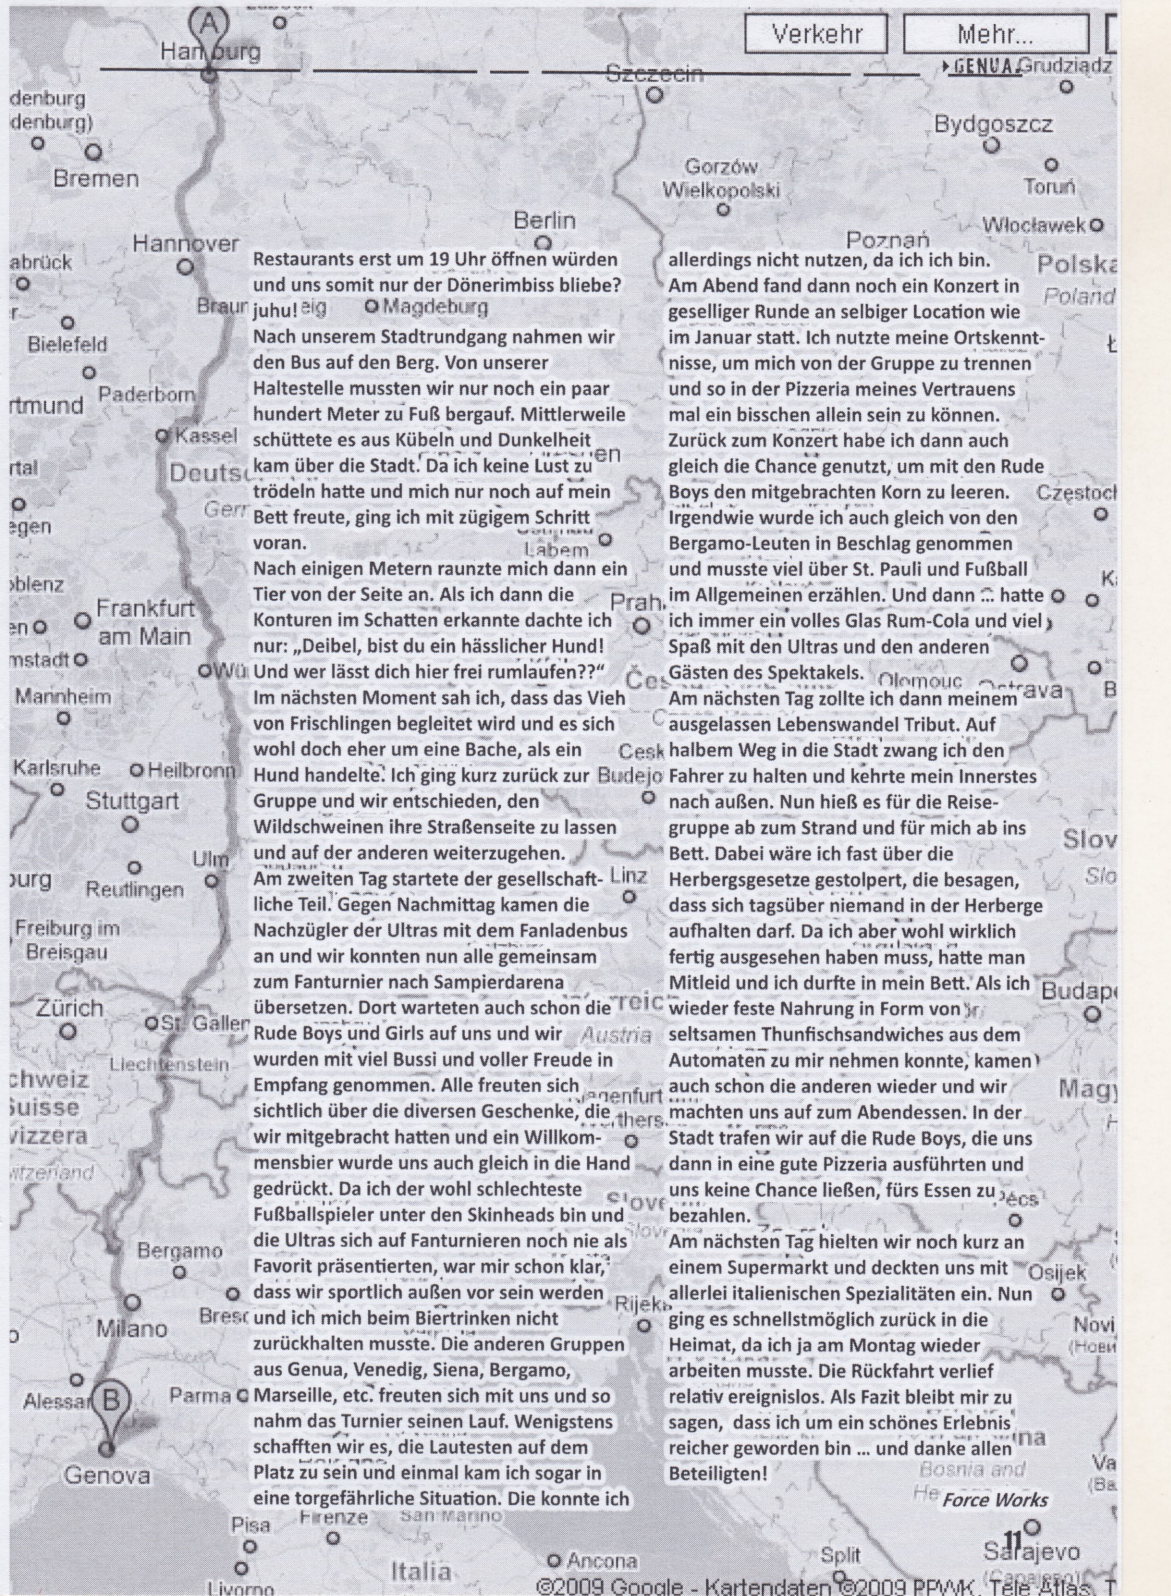 Verkehr
Mehr...
GENUA
Restaurants erst um 19 Uhr öffnen würden
und uns somit nur der Dönerimbiss bliebe?
juhu!
Nach unserem Stadtrundgang nahmen wir
den Bus auf den Berg. Von unserer
Haltestelle mussten wir nur noch ein paar
hundert Meter zu Fuß bergauf. Mittlerweile
schüttete es aus Kübeln und Dunkelheit
kam über die Stadt. Da ich keine Lust zu
trödeln hatte und mich nur noch auf mein
Bett freute, ging ich mit zügigem Schritt
voran.
Nach einigen Metern raunzte mich dann ein
Tier von der Seite an. Als ich dann die
Konturen im Schatten erkannte dachte ich
nur: „Deibel, bist du ein hässlicher Hund!
Und wer lässt dich hier frei rumlaufen??“
Im nächsten Moment sah ich, dass das Vieh
von Frischlingen begleitet wird und es sich
wohl doch eher um eine Bache, als ein
Hund handelte. Ich ging kurz zurück zur
Gruppe und wir entschieden, den
Wildschweinen ihre Straßenseite zu lassen
und auf der anderen weiterzugehen.
Am zweiten Tag startete der gesellschaft-
liche Teil. Gegen Nachmittag kamen die
Nachzügler der Ultras mit dem Fanladenbus
an und wir konnten nun alle gemeinsam
zum Fanturnier nach Sampierdarena
übersetzen. Dort warteten auch schon die
Rude Boys und Girls auf uns und wir
wurden mit viel Bussi und voller Freude in
Empfang genommen. Alle freuten sich
sichtlich über die diversen Geschenke, die
wir mitgebracht hatten und ein Willkom-
mensbier wurde uns auch gleich in die Hand
gedrückt. Da ich der wohl schlechteste
Fußballspieler unter den Skinheads bin und
die Ultras sich auf Fanturnieren noch nie als
Favorit präsentierten, war mir schon klar,
dass wir sportlich außen vor sein werden
und ich mich beim Biertrinken nicht
zurückhalten musste. Die anderen Gruppen
aus Genua, Venedig, Siena, Bergamo,
Marseille, etc. freuten sich mit uns und so
nahm das Turnier seinen Lauf. Wenigstens
schafften wir es, die Lautesten auf dem
Platz zu sein und einmal kam ich sogar in
eine torgefährliche Situation. Die konnte ich
allerdings nicht nutzen, da ich ich bin.
Am Abend fand dann noch ein Konzert in
geselliger Runde an selbiger Location wie
im Januar statt. Ich nutzte meine Ortskennt-
nisse, um mich von der Gruppe zu trennen
und so in der Pizzeria meines Vertrauens
mal ein bisschen allein sein zu können.
Zurück zum Konzert habe ich dann auch
gleich die Chance genutzt, um mit den Rude
Boys den mitgebrachten Korn zu leeren.
Irgendwie wurde ich auch gleich von den
Bergamo-Leuten in Beschlag genommen
und musste viel über St. Pauli und Fußball
im Allgemeinen erzählen. Und dann ... hatte
ich immer ein volles Glas Rum-Cola und viel
Spaß mit den Ultras und den anderen
Gästen des Spektakels.
Am nächsten Tag zollte ich dann meinem
ausgelassen Lebenswandel Tribut. Auf
halbem Weg in die Stadt zwang ich den
Fahrer zu halten und kehrte mein Innerstes
nach außen. Nun hieß es für die Reise-
gruppe ab zum Strand und für mich ab ins
Bett. Dabei wäre ich fast über die
Herbergsgesetze gestolpert, die besagen,
dass sich tagsüber niemand in der Herberge
aufhalten darf. Da ich aber wohl wirklich
fertig ausgesehen haben muss, hatte man
Mitleid und ich durfte in mein Bett. Als ich
wieder feste Nahrung in Form von
seltsamen Thunfischsandwiches aus dem
Automaten zu mir nehmen konnte, kamen
auch schon die anderen wieder und wir
machten uns auf zum Abendessen. In der
Stadt trafen wir auf die Rude Boys, die uns
dann in eine gute Pizzeria ausführten und
uns keine Chance ließen, fürs Essen zu
bezahlen.
Am nächsten Tag hielten wir noch kurz an
einem Supermarkt und deckten uns mit
allerlei italienischen Spezialitäten ein. Nun
ging es schnellstmöglich zurück in die
Heimat, da ich ja am Montag wieder
arbeiten musste. Die Rückfahrt verlief
relativ ereignislos. Als Fazit bleibt mir zu
sagen, dass ich um ein schönes Erlebnis
reicher geworden bin ... und danke allen
Beteiligten!
Force Works
11
A
Hamburg
Szczecin
Grudziądz
Bydgoszcz
Bremen
Gorzów
Wielkopolski
Toruń
Berlin
Włocławek
Hannover
Poznań
Polska
Poland
Magdeburg
Bielefeld
Paderborn
Kassel
Frankfurt
am Main
Labem
Mannheim
Olomouc
Karlsruhe
Heilbronn
Stuttgart
Ulm
Reutlingen
Linz
Freiburg im
Breisgau
Zürich
St. Gallen
Austria
Liechtenstein
Bergamo
Osijek
Milano
B
Parma
Genova
Bosnia and
Pisa
Firenze
San Marino
Livorno
Italia
Ancona
Split
Sarajevo
©2009 Google - Kartendaten ©2009 PPWK, Tele Atlas